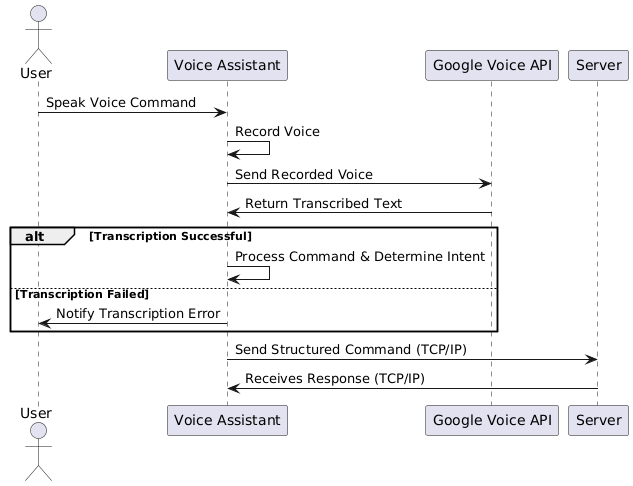 User
Voice Assistant
Google Voice API
Server
Speak Voice Command
Record Voice
Send Recorded Voice
Return Transcribed Text
alt [Transcription Successful]
Process Command & Determine Intent
[Transcription Failed]
Notify Transcription Error
Send Structured Command (TCP/IP)
Receives Response (TCP/IP)
User
Voice Assistant
Google Voice API
Server